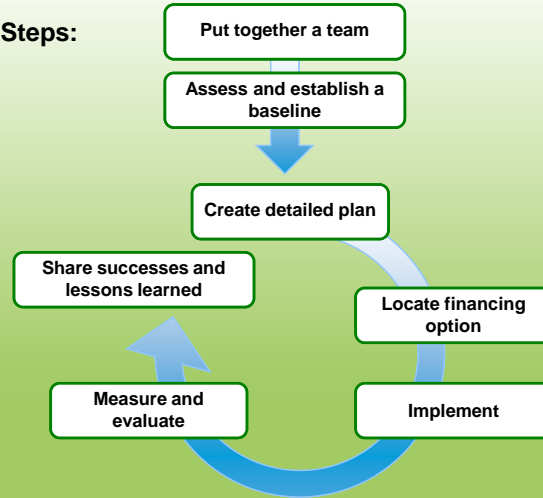 Steps:
Put together a team
Assess and establish a
baseline
Create detailed plan
Locate financing
option
Implement
Measure and
evaluate
Share successes and
lessons learned